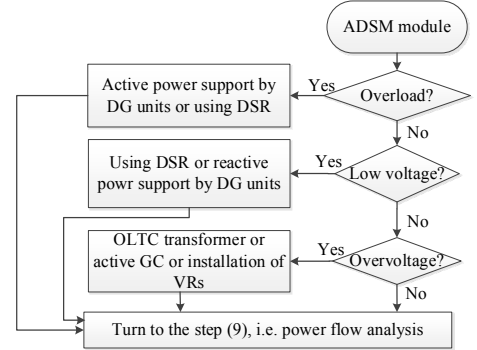 ADSM module
Active power support by
DG units or using DSR
Yes
Overload?
No
Using DSR or reactive
powr support by DG units
Yes
Low voltage?
No
OLTC transformer or
active GC or installation of
VRs
Yes
Overvoltage?
No
Turn to the step (9), i.e. power flow analysis